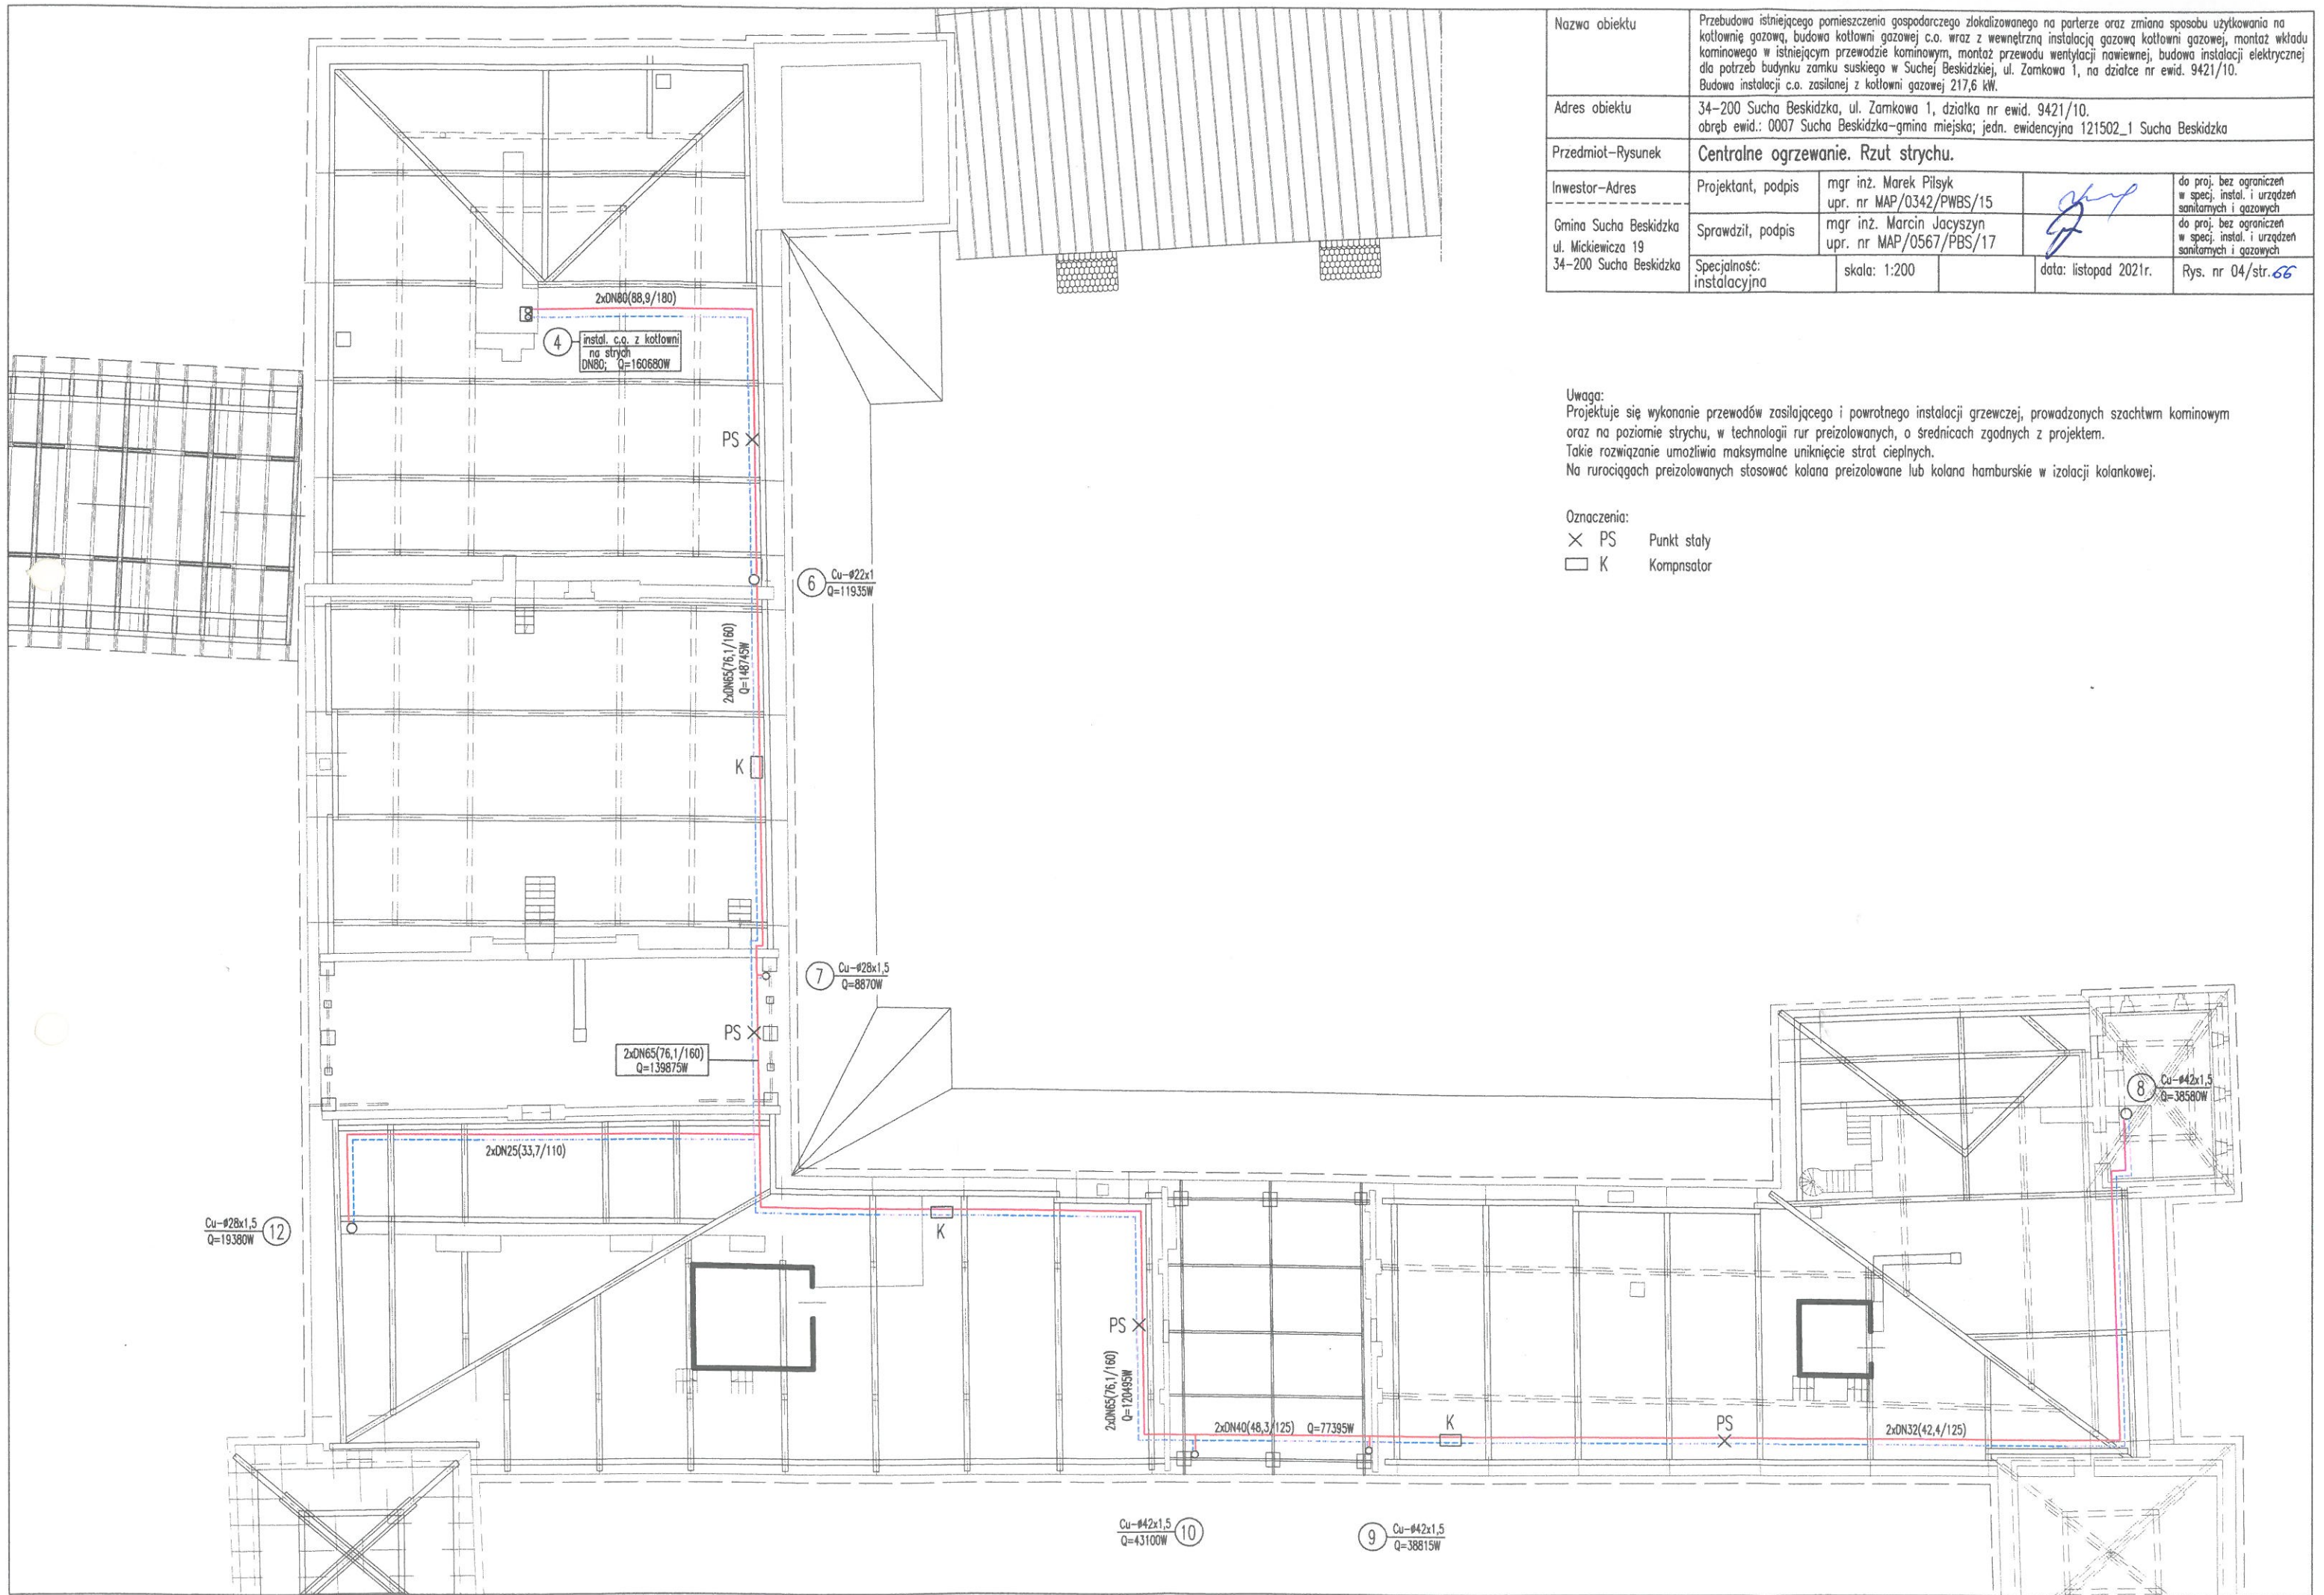 Nazwa obiektu
Przebudowa istniejącego pomieszczenia gospodarczego zlokalizowanego na parterze oraz zmiana sposobu użytkowania na
kotłownię gazową, budowa kotłowni gazowej c.o. wraz z wewnętrzną instalacją gazową kotłowni gazowej, montaż wkładu
kominowego w istniejącym przewodzie kominowym, montaż przewodu wentylacji nawiewnej, budowa instalacji elektrycznej
dla potrzeb budynku zamku suskiego w Suchej Beskidzkiej, ul. Zamkowa 1, na działce nr ewid. 9421/10.
Budowa instalacji c.o. zasilanej z kotłowni gazowej 217,6 kW.
Adres obiektu
34-200 Sucha Beskidzka, ul. Zamkowa 1, działka nr ewid. 9421/10.
obręb ewid.: 0007 Sucha Beskidzka-gmina miejska; jedn. ewidencyjna 121502_1 Sucha Beskidzka
Przedmiot-Rysunek
Centralne ogrzewanie. Rzut strychu.
Inwestor-Adres
Gmina Sucha Beskidzka
ul. Mickiewicza 19
34-200 Sucha Beskidzka
Projektant, podpis
mgr inż. Marek Pilsyk
upr. nr MAP/0342/PWBS/15
do proj. bez ograniczeń
w specj. instal. i urządzeń
sanitarnych i gazowych
Sprawdził, podpis
mgr inż. Marcin Jacyszyn
upr. nr MAP/0567/PBS/17
do proj. bez ograniczeń
w specj. instal. i urządzeń
sanitarnych i gazowych
Specjalność:
instalacyjna
skala: 1:200
data: listopad 2021r.
Rys. nr 04/str. 66
Uwaga:
Projektuje się wykonanie przewodów zasilającego i powrotnego instalacji grzewczej, prowadzonych szachtwm kominowym
oraz na poziomie strychu, w technologii rur preizolowanych, o średnicach zgodnych z projektem.
Takie rozwiązanie umożliwia maksymalne uniknięcie strat cieplnych.
Na rurociągach preizolowanych stosować kolana preizolowane lub kolana hamburskie w izolacji kolankowej.
Oznaczenia:
PS Punkt stały
K Kompnsator
2xDN80(88,9/180)
4
instal. c.o. z kotłowni
na strych
DN80; Q=160680W
PS
6
Cu-ø22x1
Q=11935W
2xDN65(76,1/160)
Q=148745W
K
7
Cu-ø28x1,5
Q=8870W
PS
2xDN65(76,1/160)
Q=139875W
2xDN25(33,7/110)
Cu-ø28x1,5
Q=19380W
12
K
8
Cu-ø42x1,5
Q=38580W
PS
2xDN65(76,1/160)
Q=120495W
2xDN40(48,3/125) Q=77395W
K
PS
2xDN32(42,4/125)
Cu-ø42x1,5
Q=43100W
10
9
Cu-ø42x1,5
Q=38815W